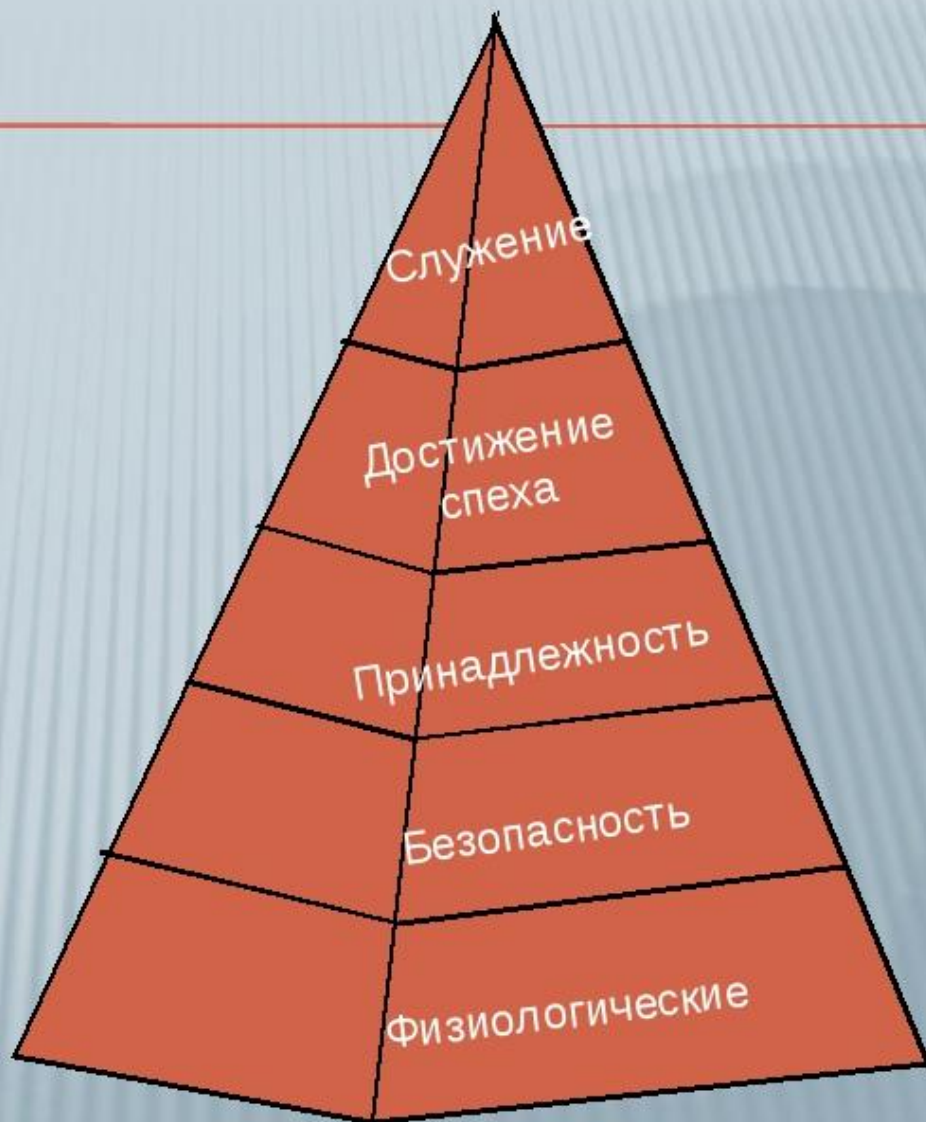 Служение
Достижение
спеха
Принадлежность
Безопасность
Физиологические